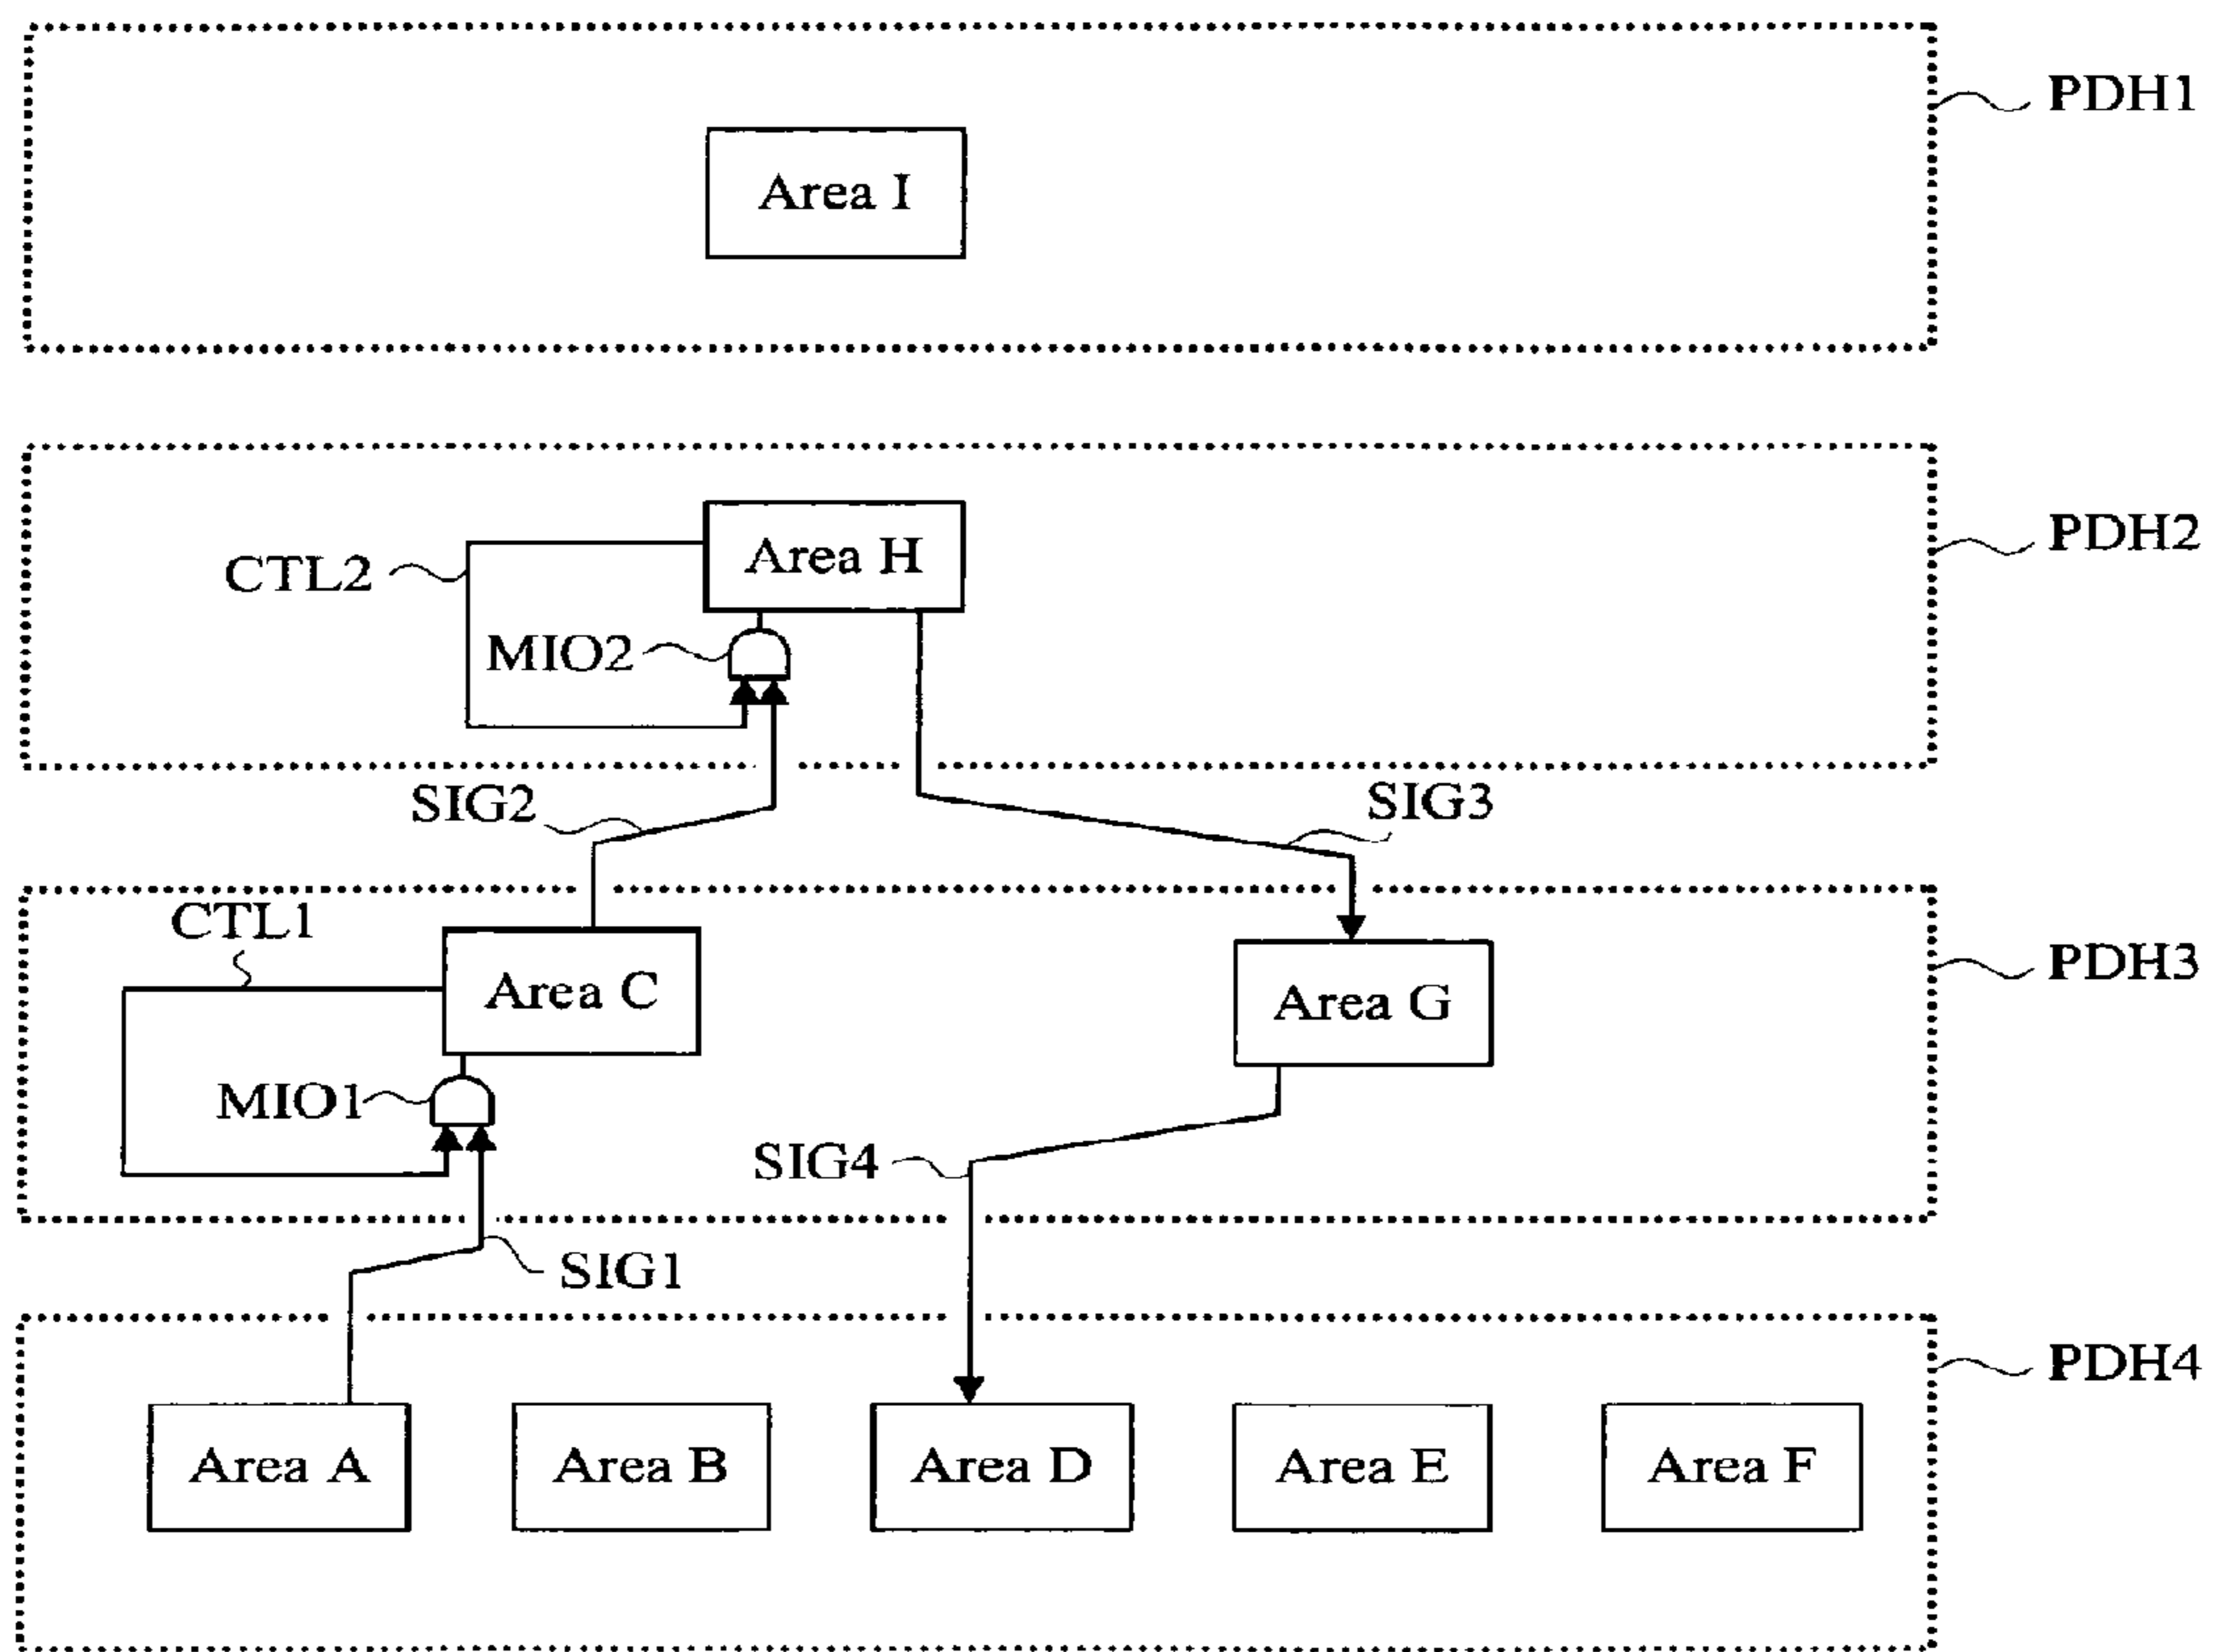 PDH1
Area I
PDH2
Area H
CTL2
MIO2
SIG2
SIG3
CTL1
Area C
Area G
PDH3
MIO1
SIG4
SIG1
PDH4
Area A
Area B
Area D
Area E
Area F